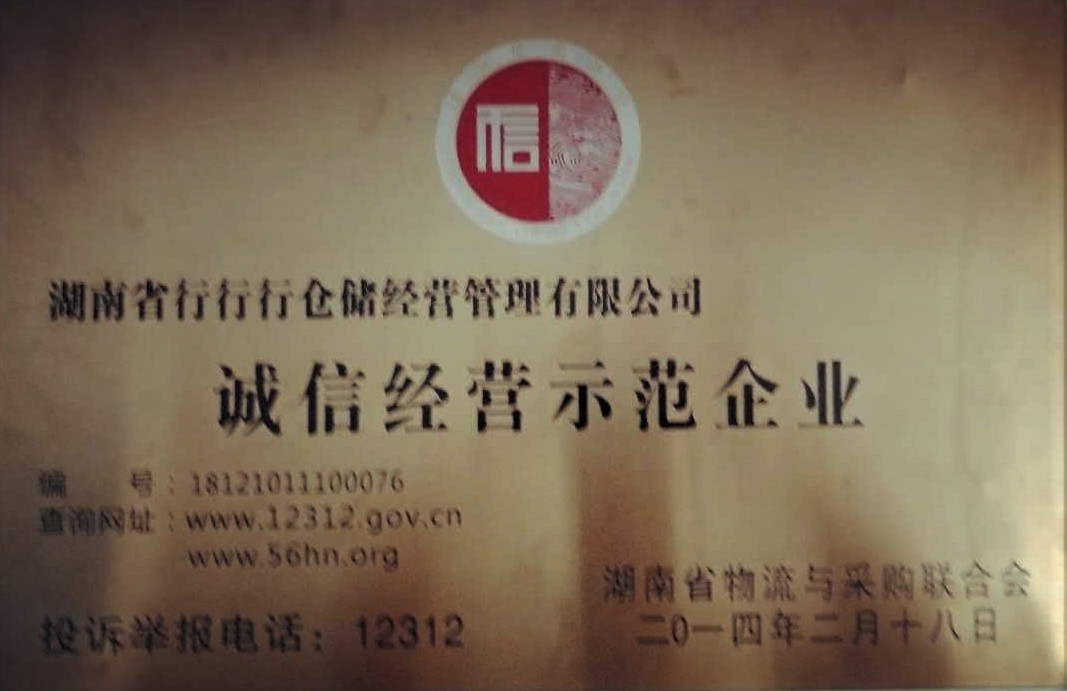 信
湖南省行行行仓储经营管理有限公司
诚信经营示范企业
编 号：18121011100076
查询网址：www.12312.gov.cn
www.56hn.org
投诉举报电话：12312
湖南省物流与采购联合会
二0一四年二月十八日